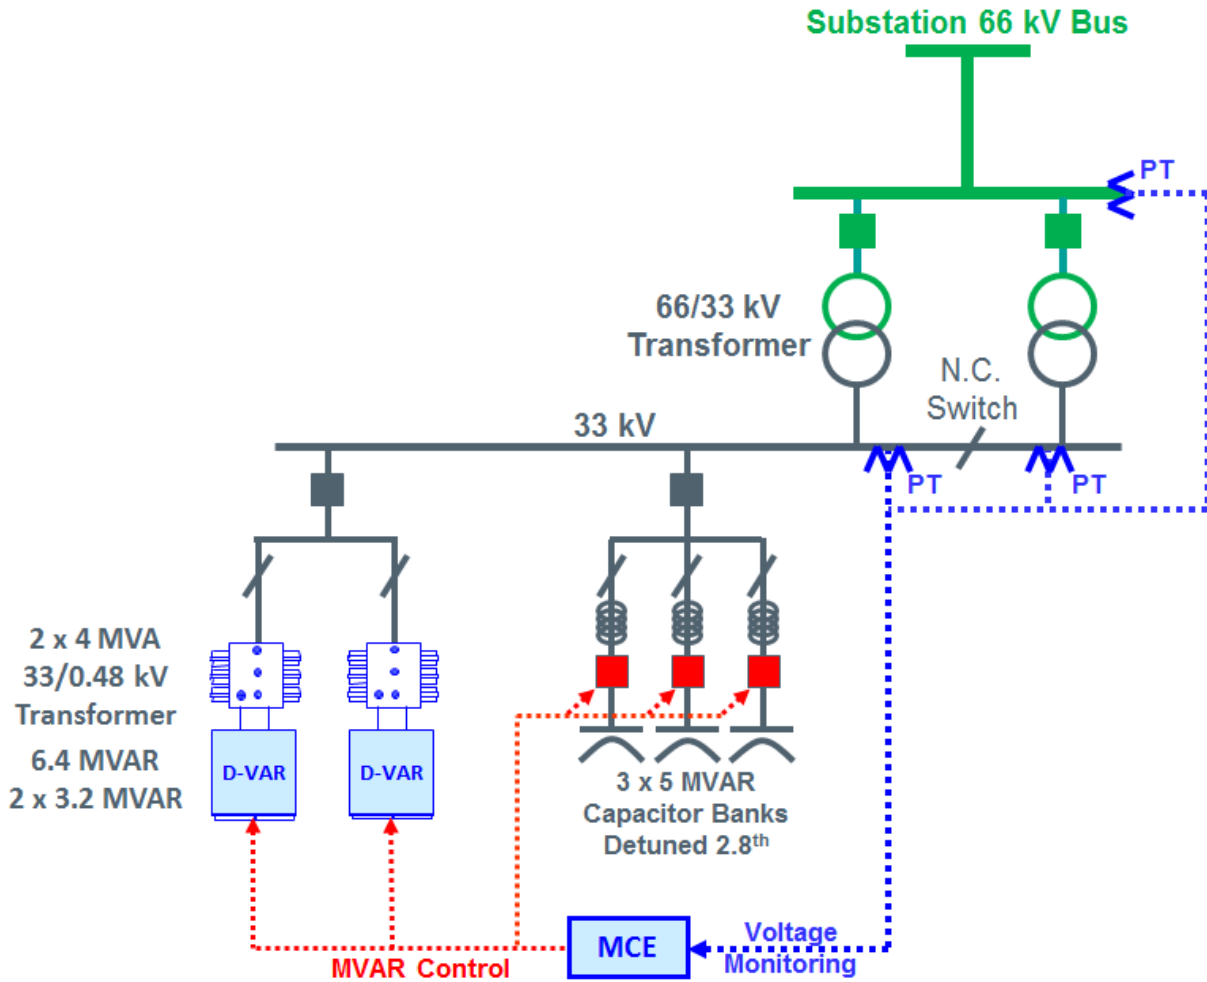 Substation 66 kV Bus
PT
66/33 kV
Transformer
N.C.
Switch
33 kV
PT
PT
2 x 4 MVA
33/0.48 kV
Transformer
6.4 MVAR
2 x 3.2 MVAR
D-VAR
D-VAR
3 x 5 MVAR
Capacitor Banks
Detuned 2.8th
MCE
Voltage
Monitoring
MVAR Control